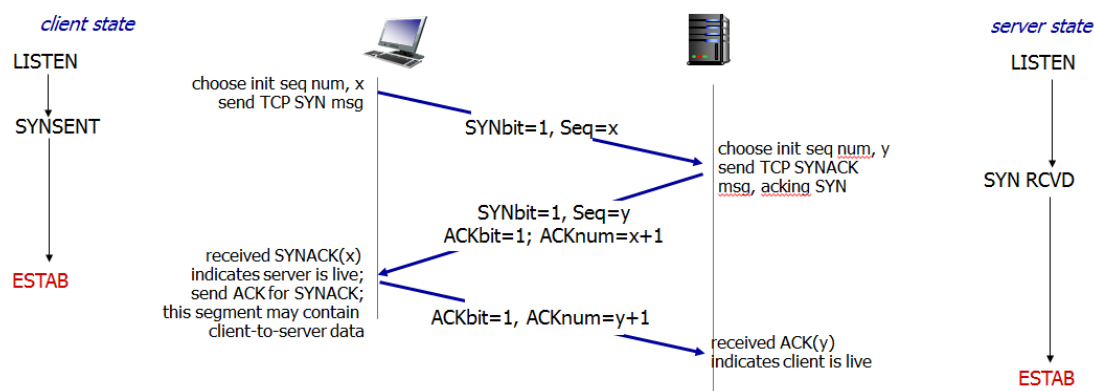 client state
server state
LISTEN
LISTEN
choose init seq num, x
send TCP SYN msg
SYNSENT
SYNbit=1, Seq=x
choose init seq num, y
send TCP SYNACK
msg, acking SYN
SYN RCVD
SYNbit=1, Seq=y
ACKbit=1; ACKnum=x+1
received SYNACK(x)
indicates server is live;
send ACK for SYNACK;
this segment may contain
client-to-server data
ESTAB
ACKbit=1, ACKnum=y+1
received ACK(y)
indicates client is live
ESTAB